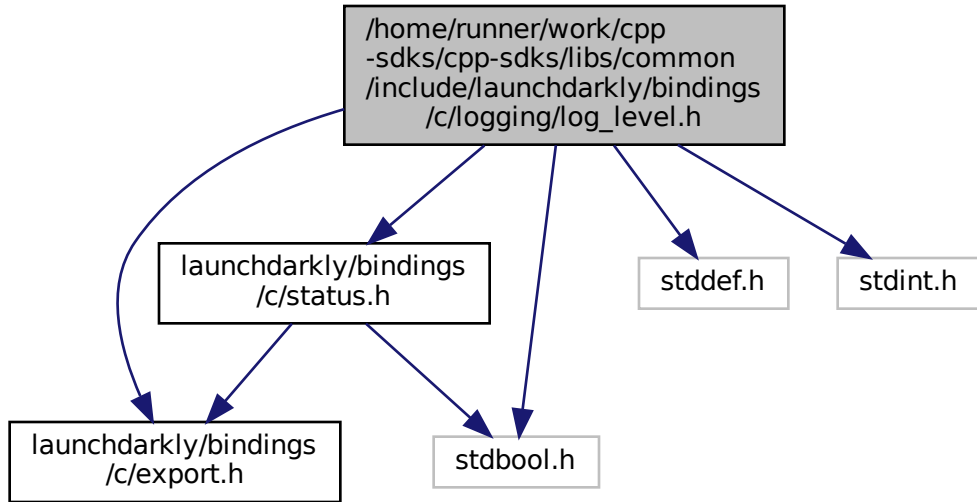 /home/runner/work/cpp
-sdks/cpp-sdks/libs/common
/include/launchdarkly/bindings
/c/logging/log_level.h
launchdarkly/bindings
/c/status.h
stddef.h
stdint.h
launchdarkly/bindings
/c/export.h
stdbool.h